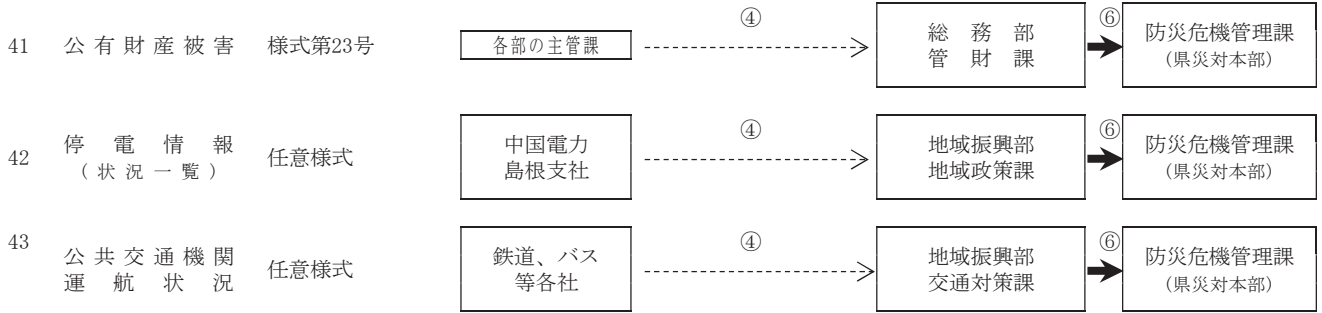 41 公有財産被害 様式第23号 各部の主管課 ④ 総務部 ⑥ 防災危機管理課
管財課 (県災対本部)
42 停電情報 任意様式 中国電力 ④ 地域振興部 ⑥ 防災危機管理課
(状況一覧) 島根支社 地域政策課 (県災対本部)
43 公共交通機関 任意様式 鉄道、バス ④ 地域振興部 ⑥ 防災危機管理課
運航状況 等各社 交通対策課 (県災対本部)